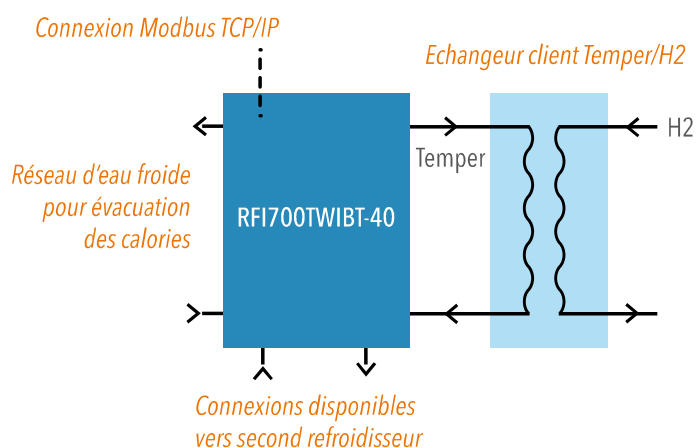 Connexion Modbus TCP/IP
Echangeur client Temper/H2
H2
Temper
Réseau d'eau froide
pour évacuation
des calories
RFI700TWIBT-40
Connexions disponibles
vers second refroidisseur